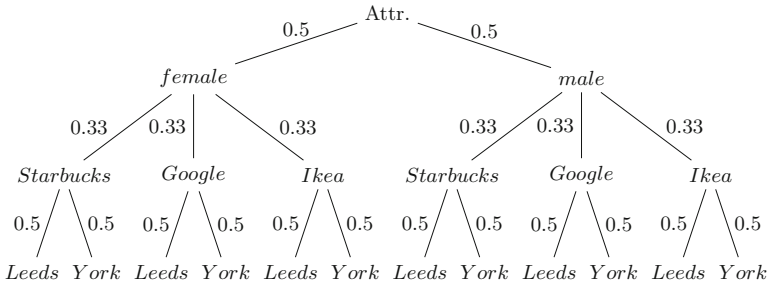 Attr.
0.5 0.5
female male
0.33 0.33 0.33 0.33 0.33 0.33
Starbucks Google Ikea Starbucks Google Ikea
0.5 0.5 0.5 0.5 0.5 0.5 0.5 0.5 0.5 0.5 0.5 0.5
Leeds York Leeds York Leeds York Leeds York Leeds York Leeds York